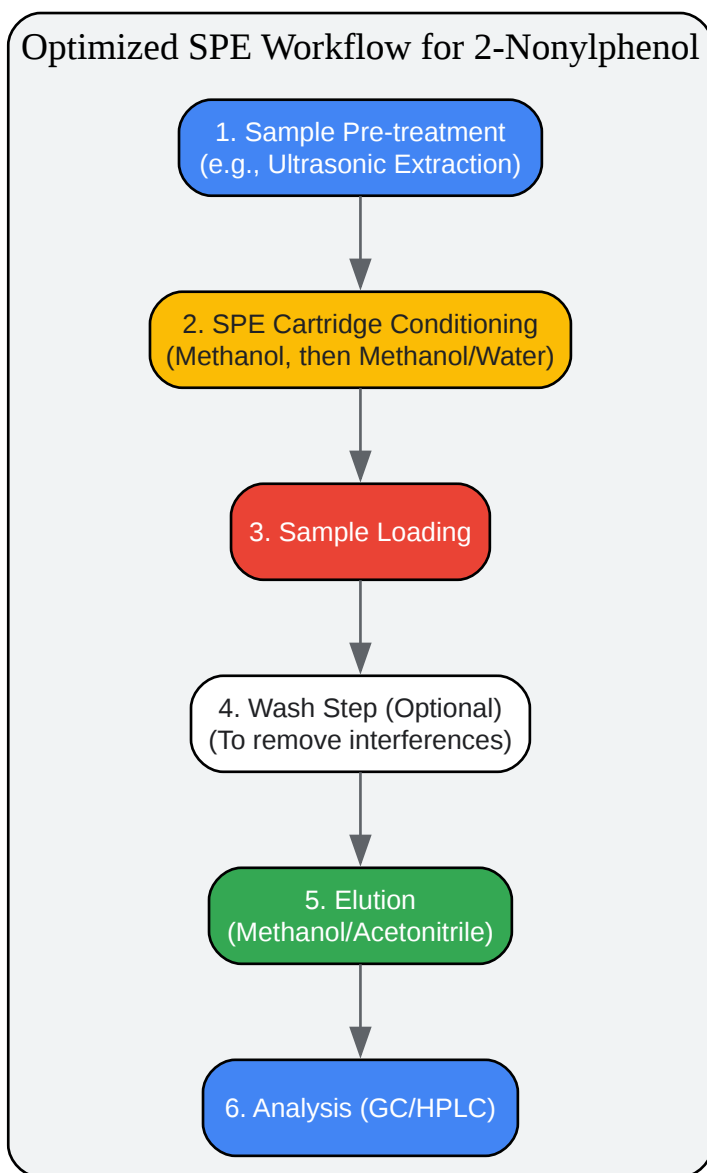 Optimized SPE Workflow for 2-Nonylphenol
1. Sample Pre-treatment
(e.g., Ultrasonic Extraction)
2. SPE Cartridge Conditioning
(Methanol, then Methanol/Water)
3. Sample Loading
4. Wash Step (Optional)
(To remove interferences)
5. Elution
(Methanol/Acetonitrile)
6. Analysis (GC/HPLC)